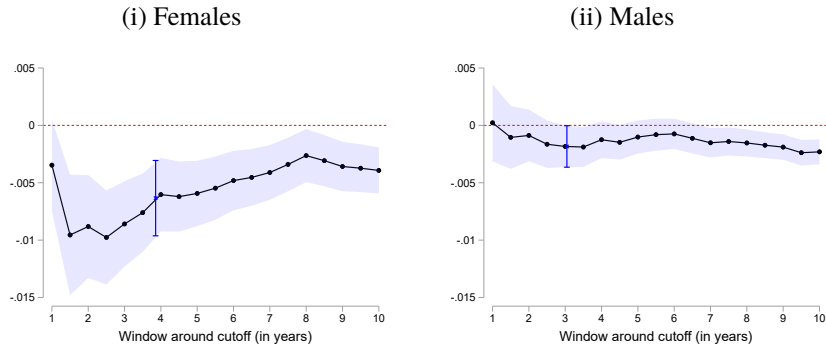 (i) Females
.005
0
-.005
-.01
-.015
1 2 3 4 5 6 7 8 9 10
Window around cutoff (in years)
(ii) Males
.005
0
-.005
-.01
-.015
1 2 3 4 5 6 7 8 9 10
Window around cutoff (in years)